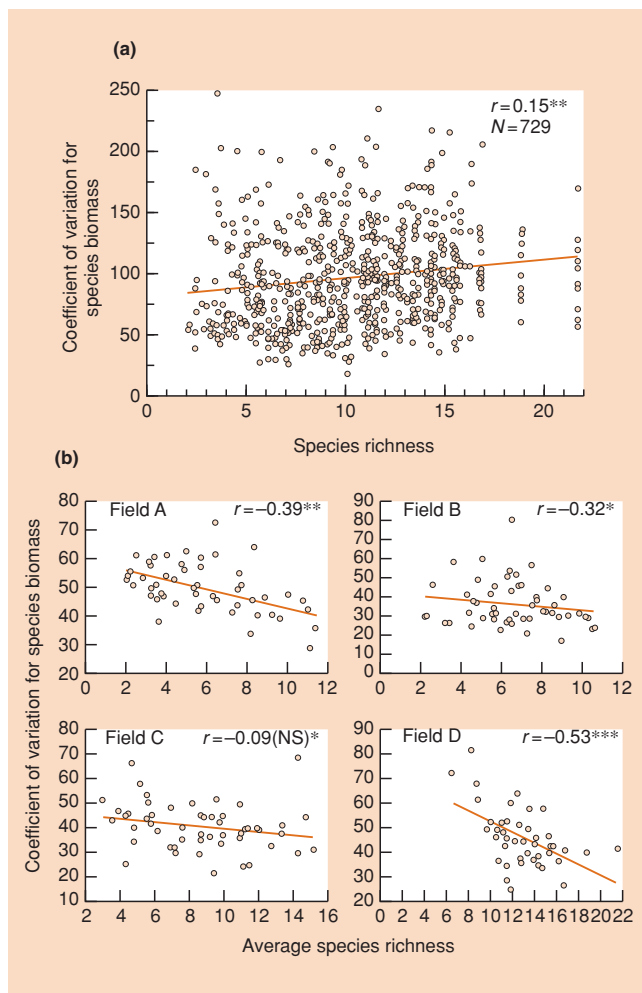 (a)
r=0.15**
N=729
250
200
150
100
50
0
Coefficient of variation for
species biomass
0 5 10 15 20
Species richness
(b)
Coefficient of variation for species biomass
Field A r=–0.39**
80
70
60
50
40
30
20
0 2 4 6 8 10 12
Field B r=–0.32*
90
80
70
60
50
40
30
20
10
0
0 2 4 6 8 10 12
Field C r=–0.09(NS)*
80
70
60
50
40
30
20
10
2 4 6 8 10 12 14 16
Field D r=–0.53***
90
80
70
60
50
40
30
20
0 2 4 6 8 10 12 14 16 18 20 22
Average species richness